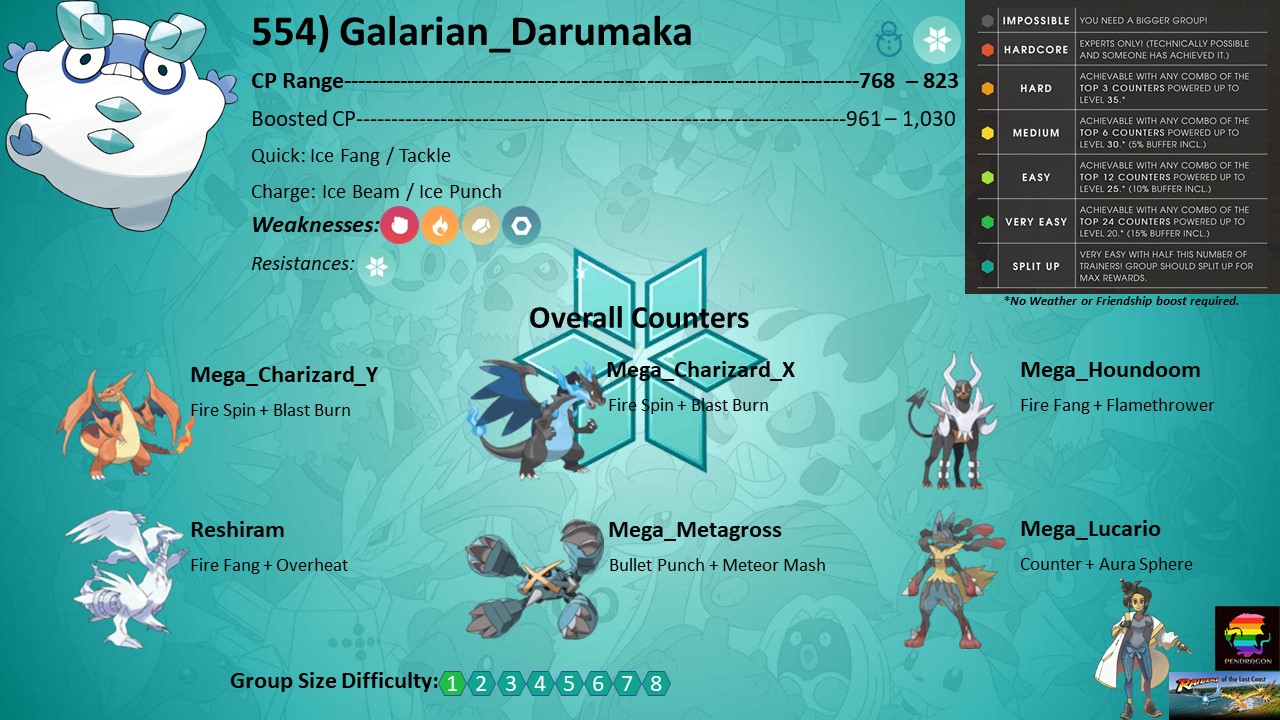 554) Galarian_Darumaka
CP Range---------------------------------------------------------------------768 – 823
Boosted CP-----------------------------------------------------------------961 – 1,030
Quick: Ice Fang / Tackle
Charge: Ice Beam / Ice Punch
Weaknesses:
Resistances:
IMPOSSIBLE YOU NEED A BIGGER GROUP!
HARDCORE EXPERTS ONLY! (TECHNICALLY POSSIBLE
AND SOMEONE HAS ACHIEVED IT.)
HARD ACHIEVABLE WITH ANY COMBO OF THE
TOP 3 COUNTERS POWERED UP TO
LEVEL 35.*
MEDIUM ACHIEVABLE WITH ANY COMBO OF THE
TOP 6 COUNTERS POWERED UP TO
LEVEL 30.* (5% BUFFER INCL.)
EASY ACHIEVABLE WITH ANY COMBO OF THE
TOP 12 COUNTERS POWERED UP TO
LEVEL 25.* (10% BUFFER INCL.)
VERY EASY ACHIEVABLE WITH ANY COMBO OF THE
TOP 24 COUNTERS POWERED UP TO
LEVEL 20.* (15% BUFFER INCL.)
SPLIT UP VERY EASY WITH HALF THIS NUMBER OF
TRAINERS! GROUP SHOULD SPLIT UP FOR
MAX REWARDS.
*No Weather or Friendship boost required.
Overall Counters
Mega_Charizard_Y
Fire Spin + Blast Burn
Mega_Charizard_X
Fire Spin + Blast Burn
Mega_Houndoom
Fire Fang + Flamethrower
Reshiram
Fire Fang + Overheat
Mega_Metagross
Bullet Punch + Meteor Mash
Mega_Lucario
Counter + Aura Sphere
Group Size Difficulty: 1 2 3 4 5 6 7 8
PENDRAGON
RAIDERS of the Lost Coast